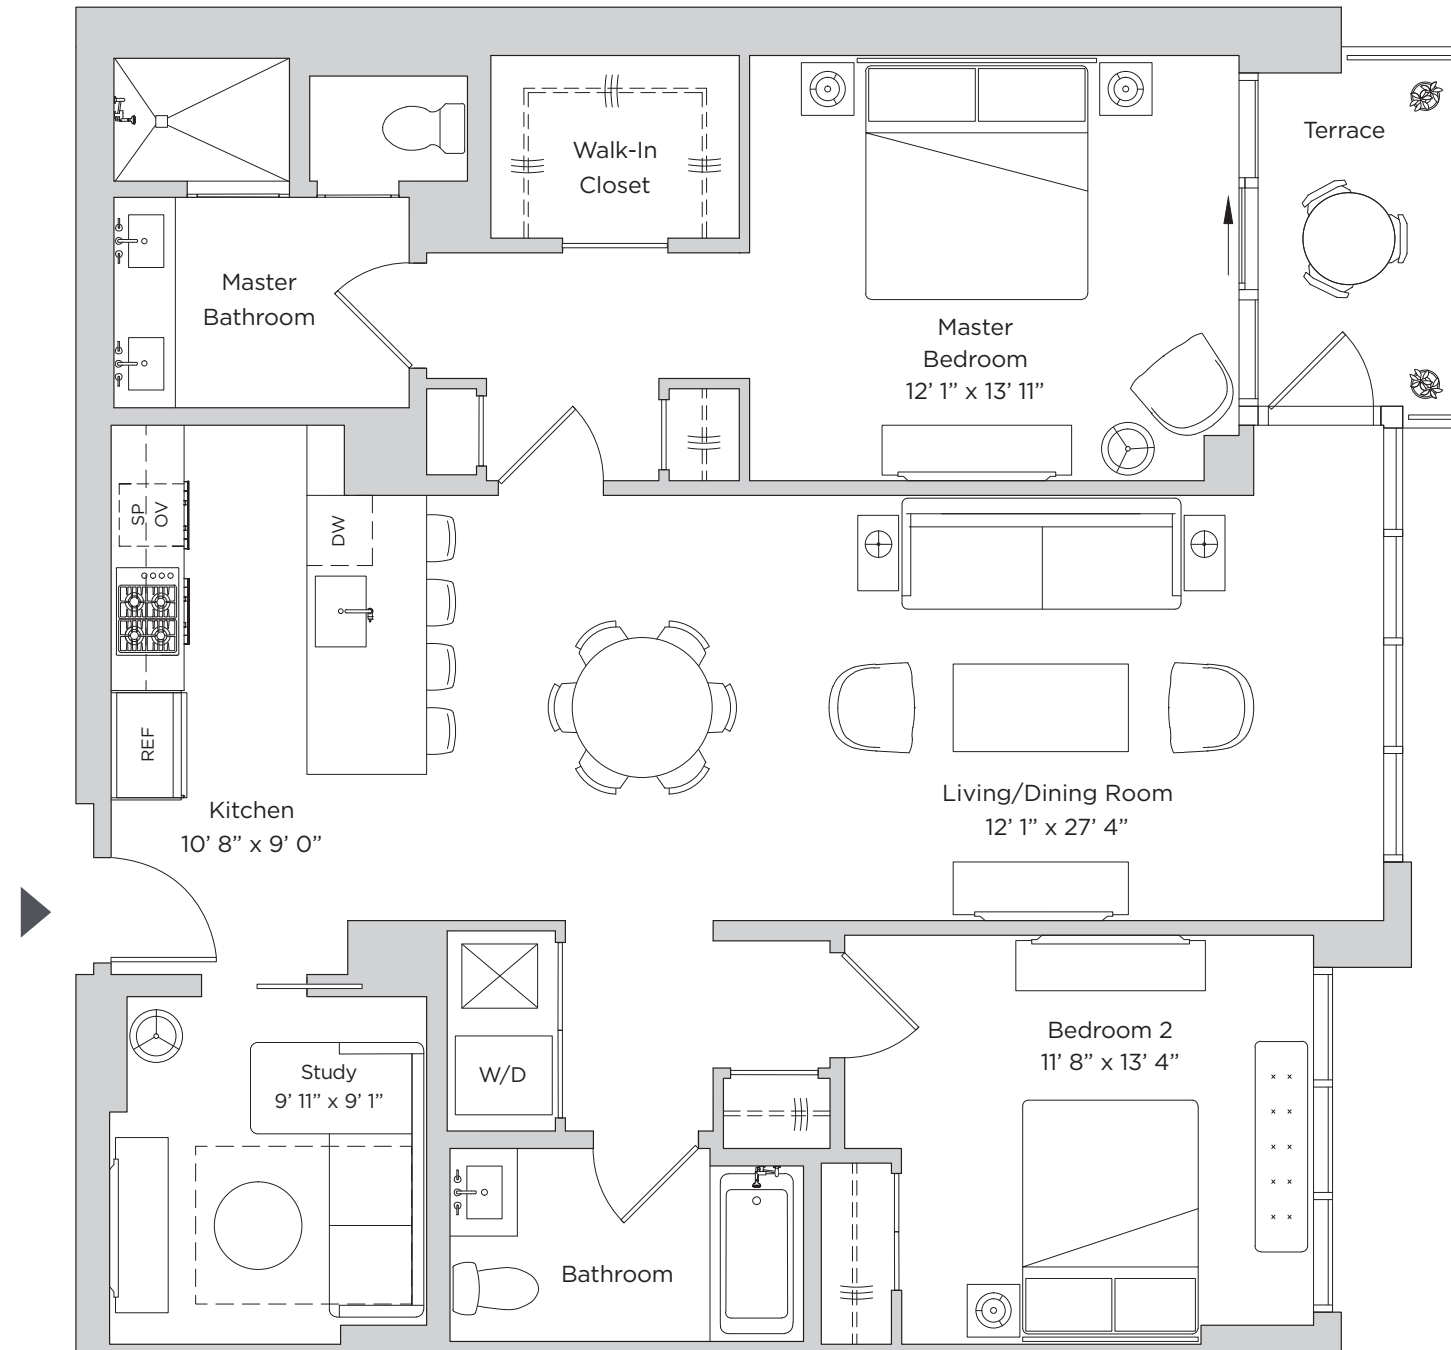 Walk-In
Closet
Terrace
Master
Bathroom
Master
Bedroom
12’ 1” x 13’ 11”
SP
OV
DW
REF
Kitchen
10’ 8” x 9’ 0”
Living/Dining Room
12’ 1” x 27’ 4”
Study
9’ 11” x 9’ 1”
W/D
Bedroom 2
11’ 8” x 13’ 4”
Bathroom